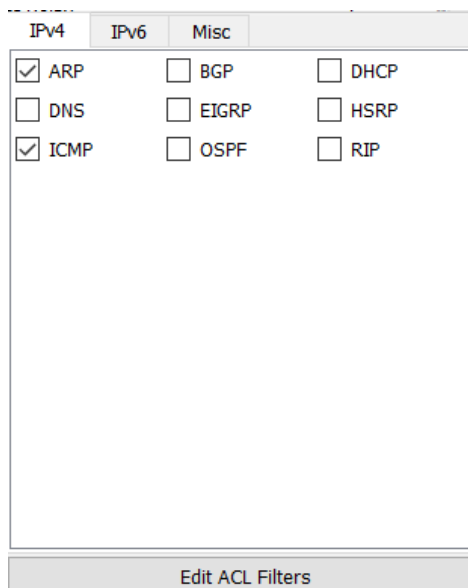 IPv4 IPv6 Misc
ARP BGP DHCP
DNS EIGRP HSRP
ICMP OSPF RIP
Edit ACL Filters